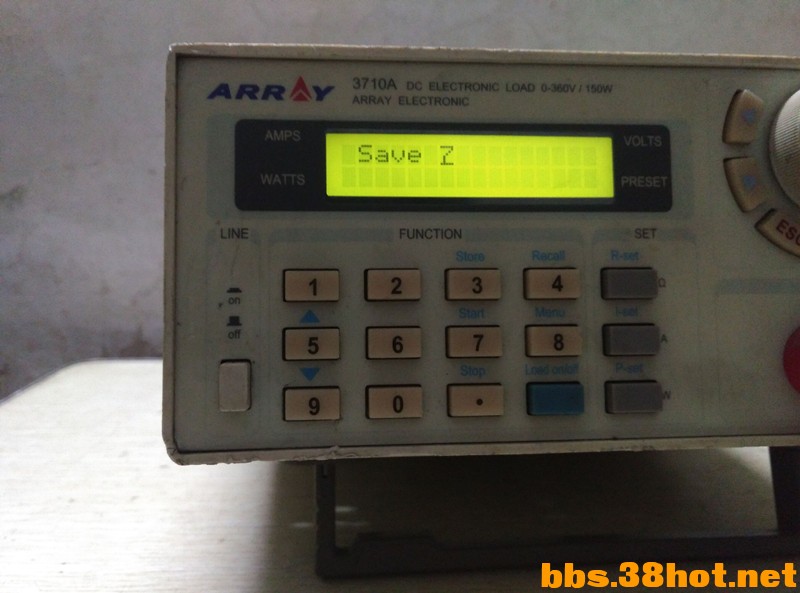 ARRAY 3710A DC ELECTRONIC LOAD 0-360V / 150W
ARRAY ELECTRONIC
AMPS
WATTS
Save Z
VOLTS
PRESET
LINE
FUNCTION
SET
Store Recall R-set
1 2 3 4 Ω
on
off
Start Menu I-set
5 6 7 8 A
Stop Load on/off P-set
9 0 • W
ESC
bbs.38hot.net